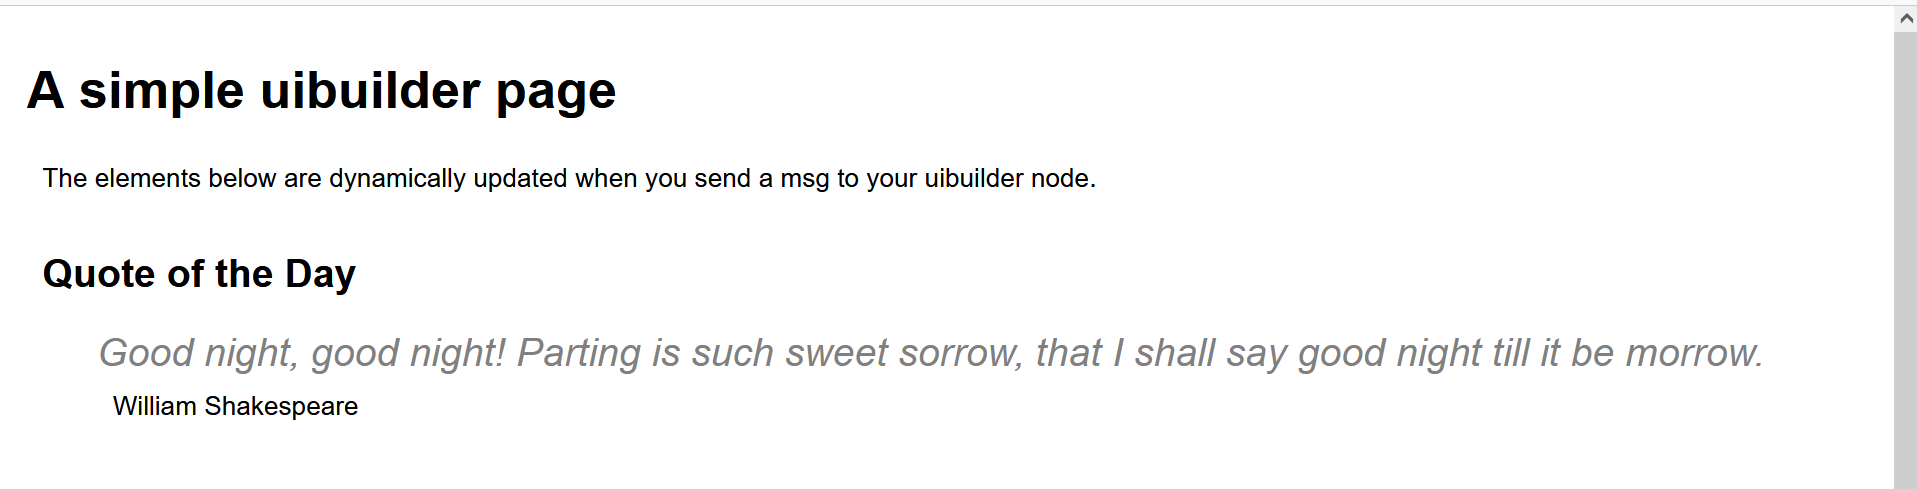 A simple uibuilder page
The elements below are dynamically updated when you send a msg to your uibuilder node.
Quote of the Day
Good night, good night! Parting is such sweet sorrow, that I shall say good night till it be morrow.
William Shakespeare